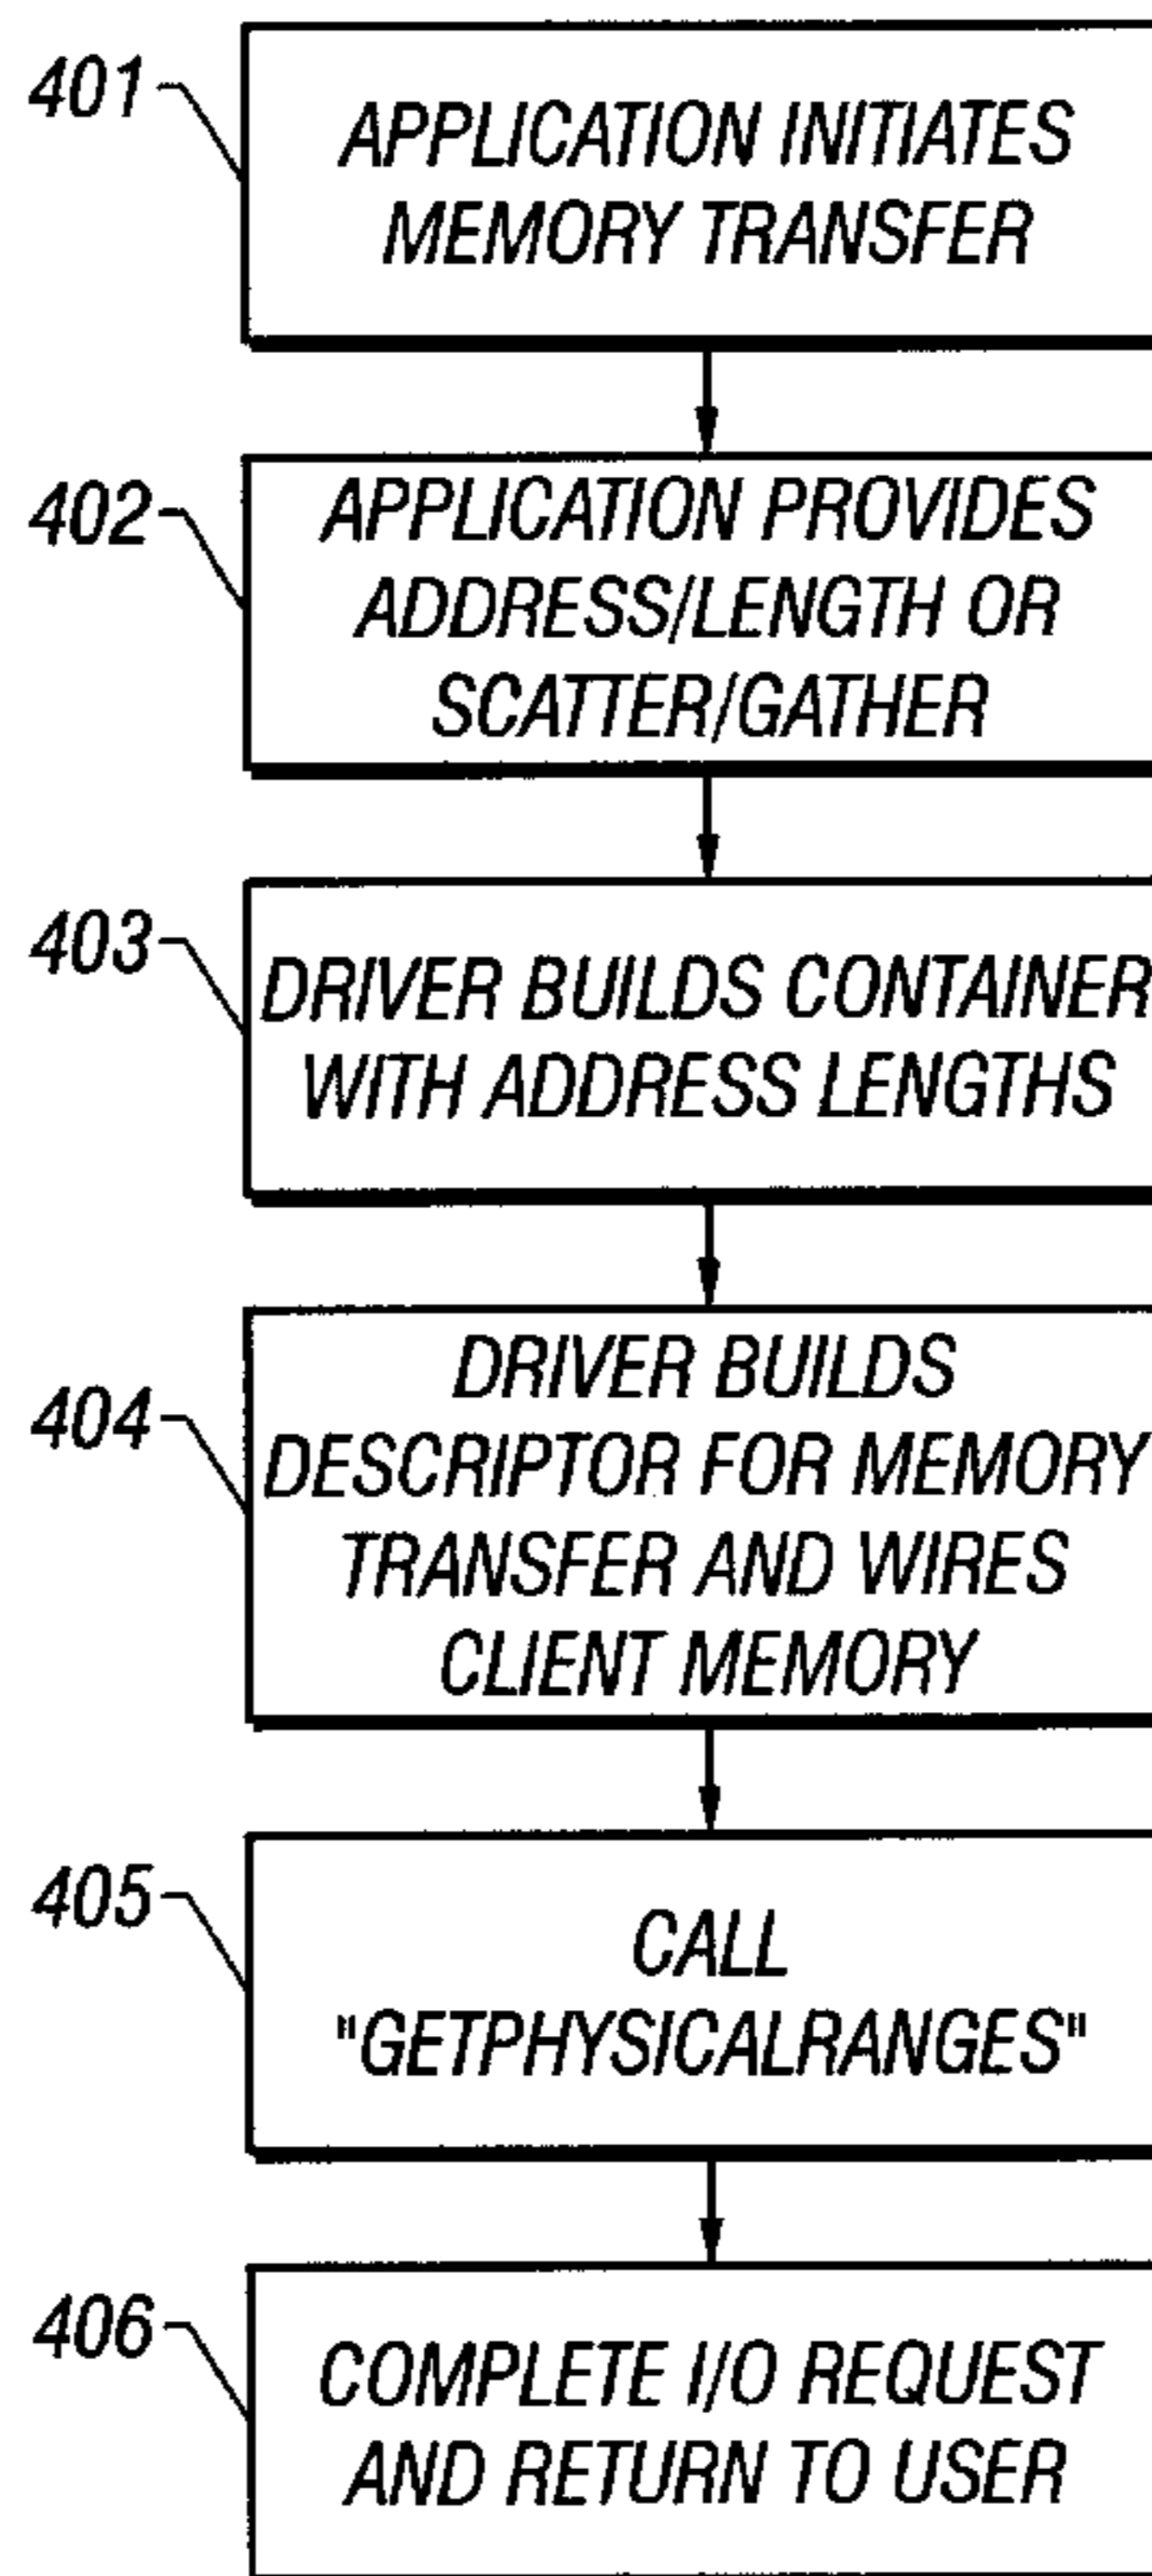 401
APPLICATION INITIATES
MEMORY TRANSFER
402
APPLICATION PROVIDES
ADDRESS/LENGTH OR
SCATTER/GATHER
403
DRIVER BUILDS CONTAINER
WITH ADDRESS LENGTHS
404
DRIVER BUILDS
DESCRIPTOR FOR MEMORY
TRANSFER AND WIRES
CLIENT MEMORY
405
CALL
"GETPHYSICALRANGES"
406
COMPLETE I/O REQUEST
AND RETURN TO USER